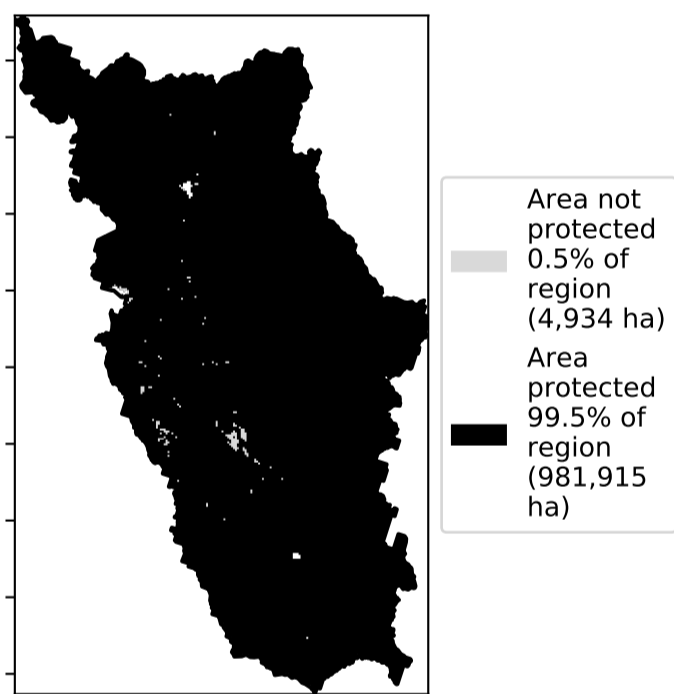 Area not
protected
0.5% of
region
(4,934 ha)
Area
protected
99.5% of
region
(981,915
ha)